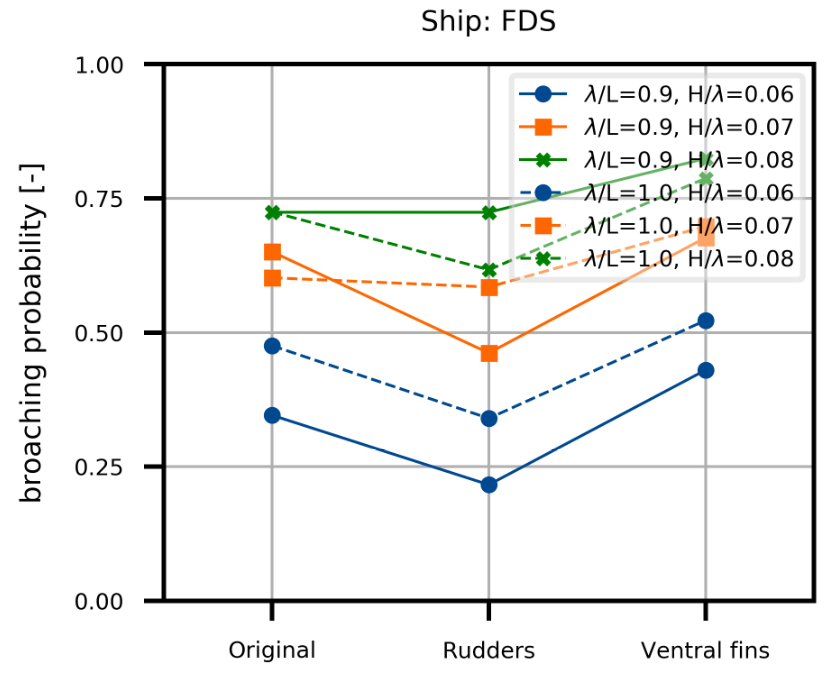 Ship: FDS
1.00
0.75
0.50
0.25
0.00
broaching probability [-]
λ/L=0.9, H/λ=0.06
λ/L=0.9, H/λ=0.07
λ/L=0.9, H/λ=0.08
λ/L=1.0, H/λ=0.06
λ/L=1.0, H/λ=0.07
λ/L=1.0, H/λ=0.08
Original
Rudders
Ventral fins